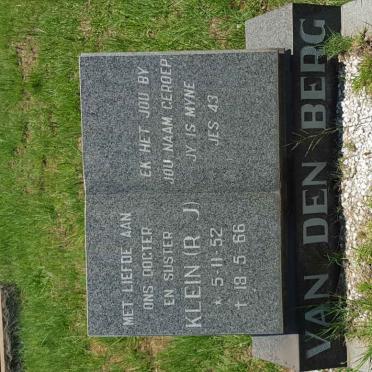 MET LIEFDE AAN
ONS DOGTER
EN SUSTER
KLEIN (R J)
* 5·11·52
† 18·5·66
EK HET JOU BY
JOU NAAM GEROEP
JY IS MYNE
JES 43
VAN DEN BERG